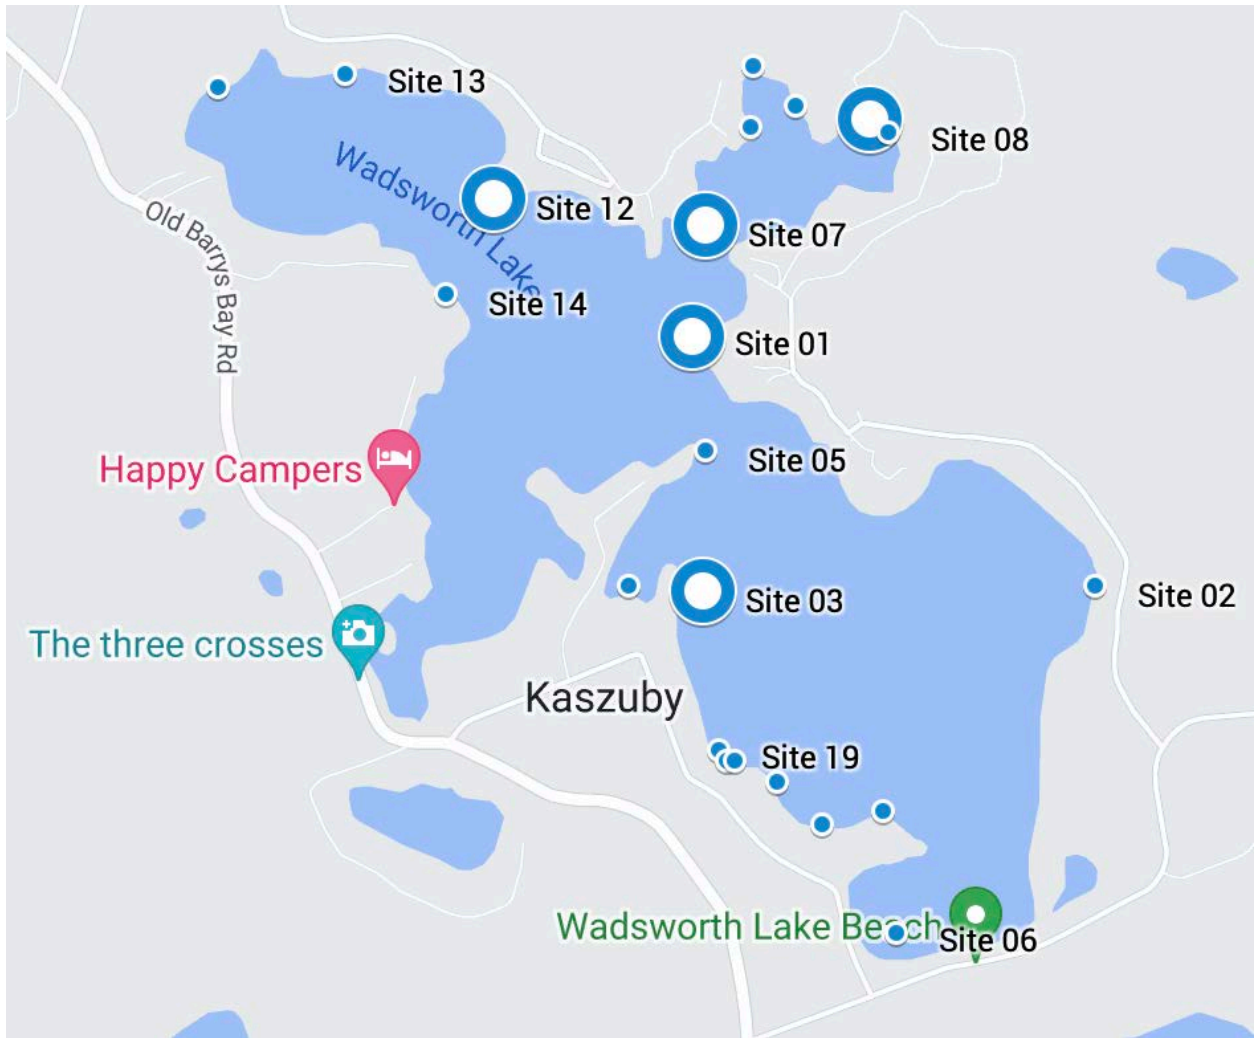 Site 13
Site 08
Wadsworth Lake
Site 12
Old Barrys Bay Rd
Site 07
Site 14
Site 01
Happy Campers
Site 05
Site 02
Site 03
The three crosses
Kaszuby
Site 19
Wadsworth Lake Beach
Site 06